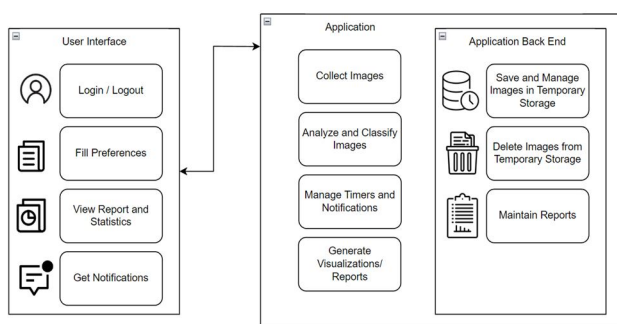 User Interface
Login / Logout
Fill Preferences
View Report and
Statistics
Get Notifications
Application
Collect Images
Analyze and Classify
Images
Manage Timers and
Notifications
Generate
Visualizations/
Reports
Application Back End
Save and Manage
Images in Temporary
Storage
Delete Images from
Temporary Storage
Maintain Reports